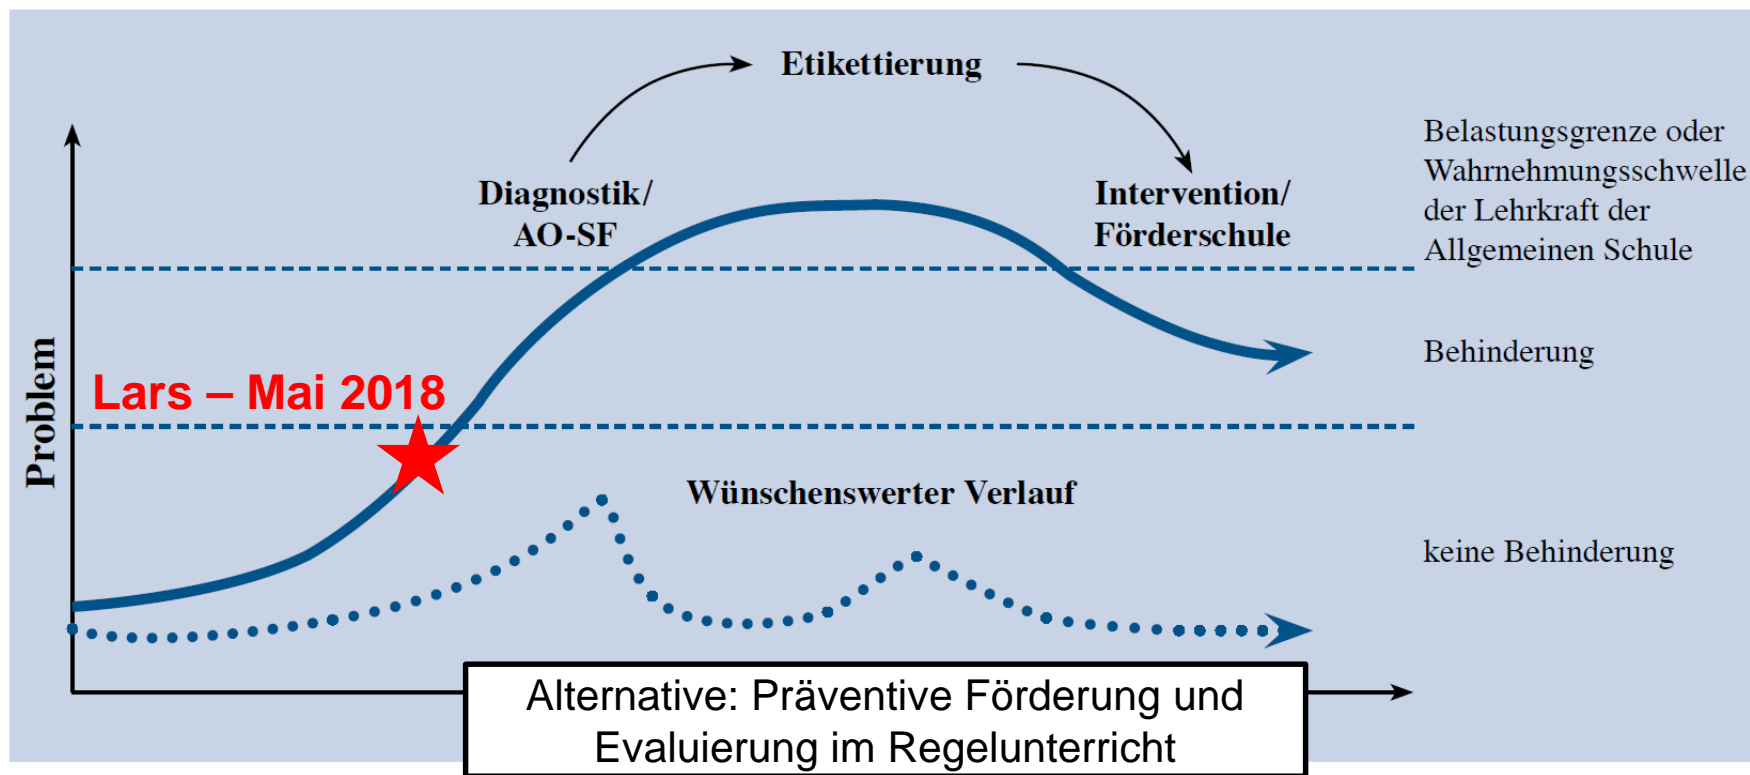 Etikettierung
Diagnostik/
AO-SF
Intervention/
Förderschule
Belastungsgrenze oder
Wahrnehmungsschwelle
der Lehrkraft der
Allgemeinen Schule
Problem
Lars – Mai 2018
Behinderung
Wünschenswerter Verlauf
keine Behinderung
Alternative: Präventive Förderung und
Evaluierung im Regelunterricht